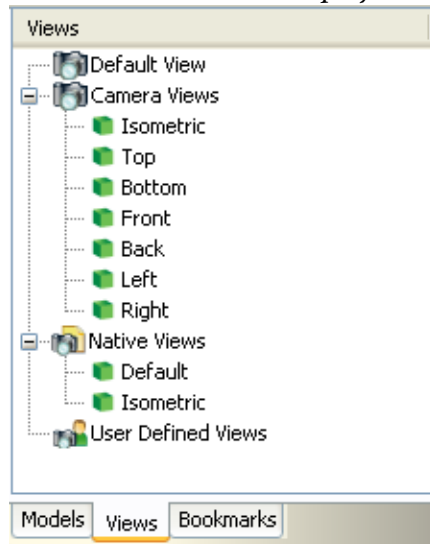 Views
Default View
Camera Views
Isometric
Top
Bottom
Front
Back
Left
Right
Native Views
Default
Isometric
User Defined Views
Models Views Bookmarks